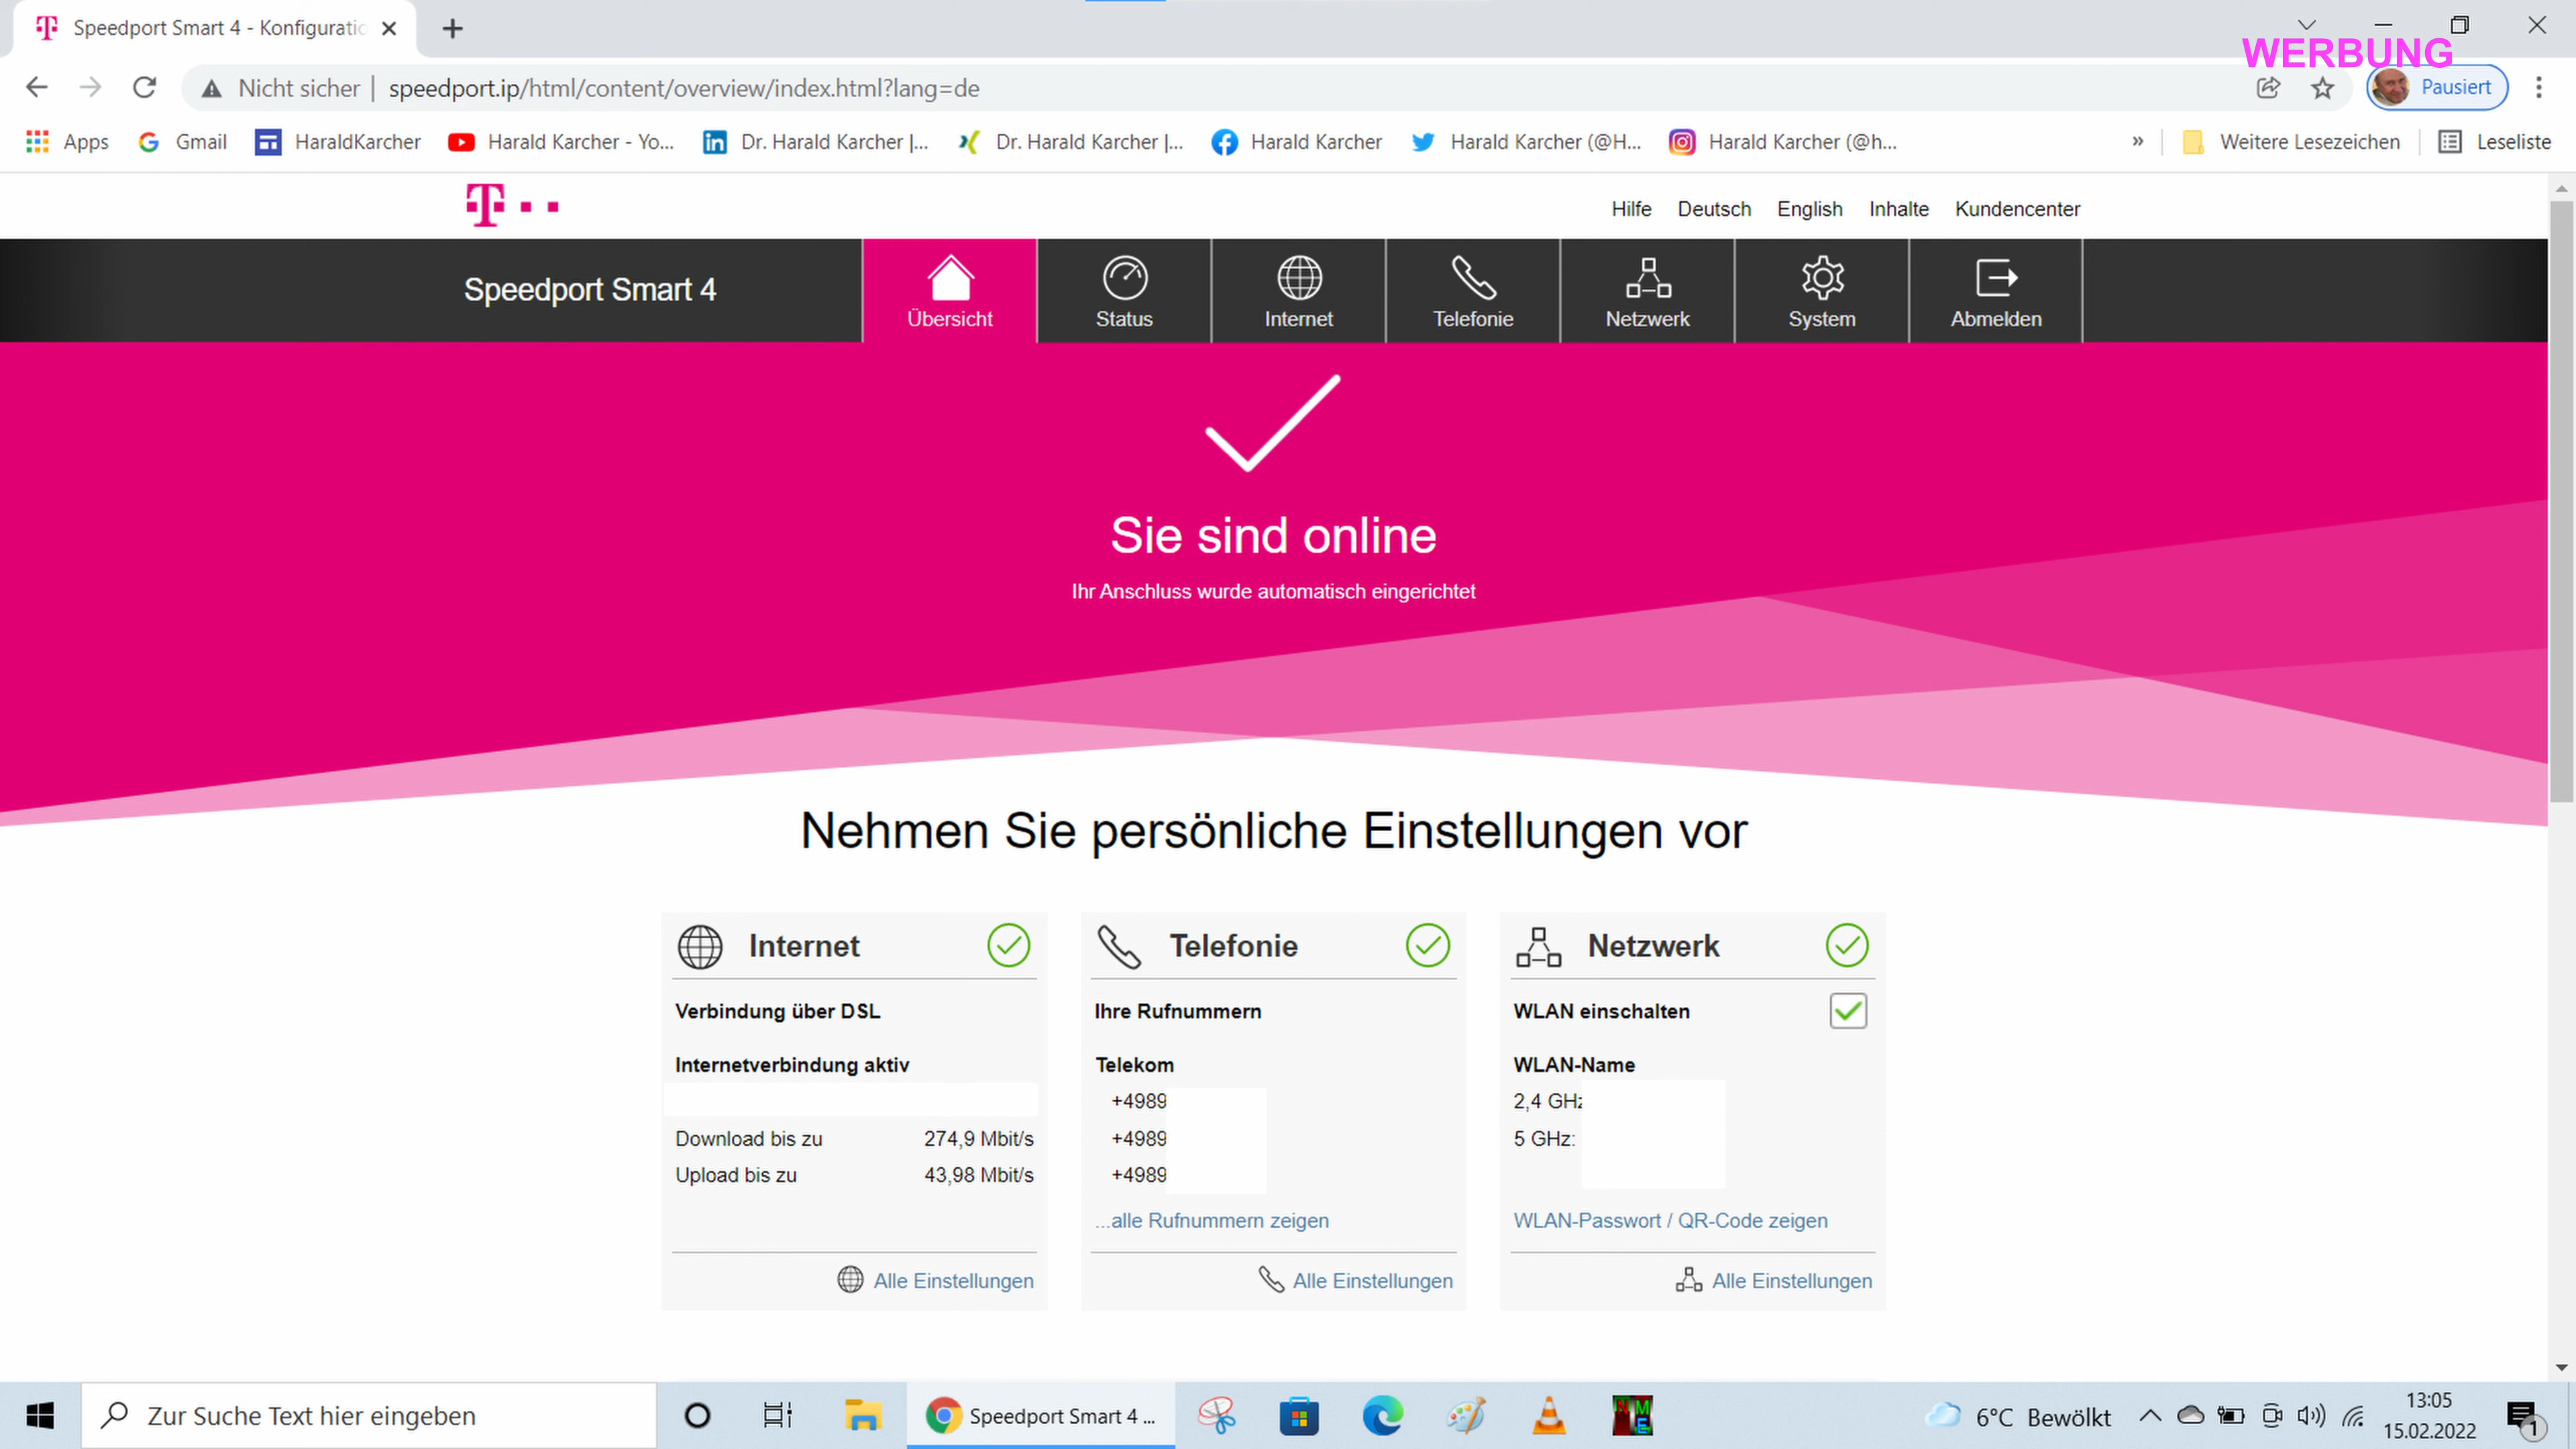 Speedport Smart 4 - Konfiguratio
WERBUNG
Nicht sicher | speedport.ip/html/content/overview/index.html?lang=de
Pausiert
Apps Gmail HaraldKarcher Harald Karcher - Yo... Dr. Harald Karcher |... Dr. Harald Karcher |... Harald Karcher Harald Karcher (@H... Harald Karcher (@h... » Weitere Lesezeichen Leseliste
Hilfe Deutsch English Inhalte Kundencenter
Speedport Smart 4
Übersicht Status Internet Telefonie Netzwerk System Abmelden
Sie sind online
Ihr Anschluss wurde automatisch eingerichtet
Nehmen Sie persönliche Einstellungen vor
Internet
Verbindung über DSL
Internetverbindung aktiv
Download bis zu 274,9 Mbit/s
Upload bis zu 43,98 Mbit/s
Alle Einstellungen
Telefonie
Ihre Rufnummern
Telekom
+4989
+4989
+4989
...alle Rufnummern zeigen
Alle Einstellungen
Netzwerk
WLAN einschalten
WLAN-Name
2,4 GHz
5 GHz:
WLAN-Passwort / QR-Code zeigen
Alle Einstellungen
Zur Suche Text hier eingeben
Speedport Smart 4 ...
6°C Bewölkt
13:05
15.02.2022
1